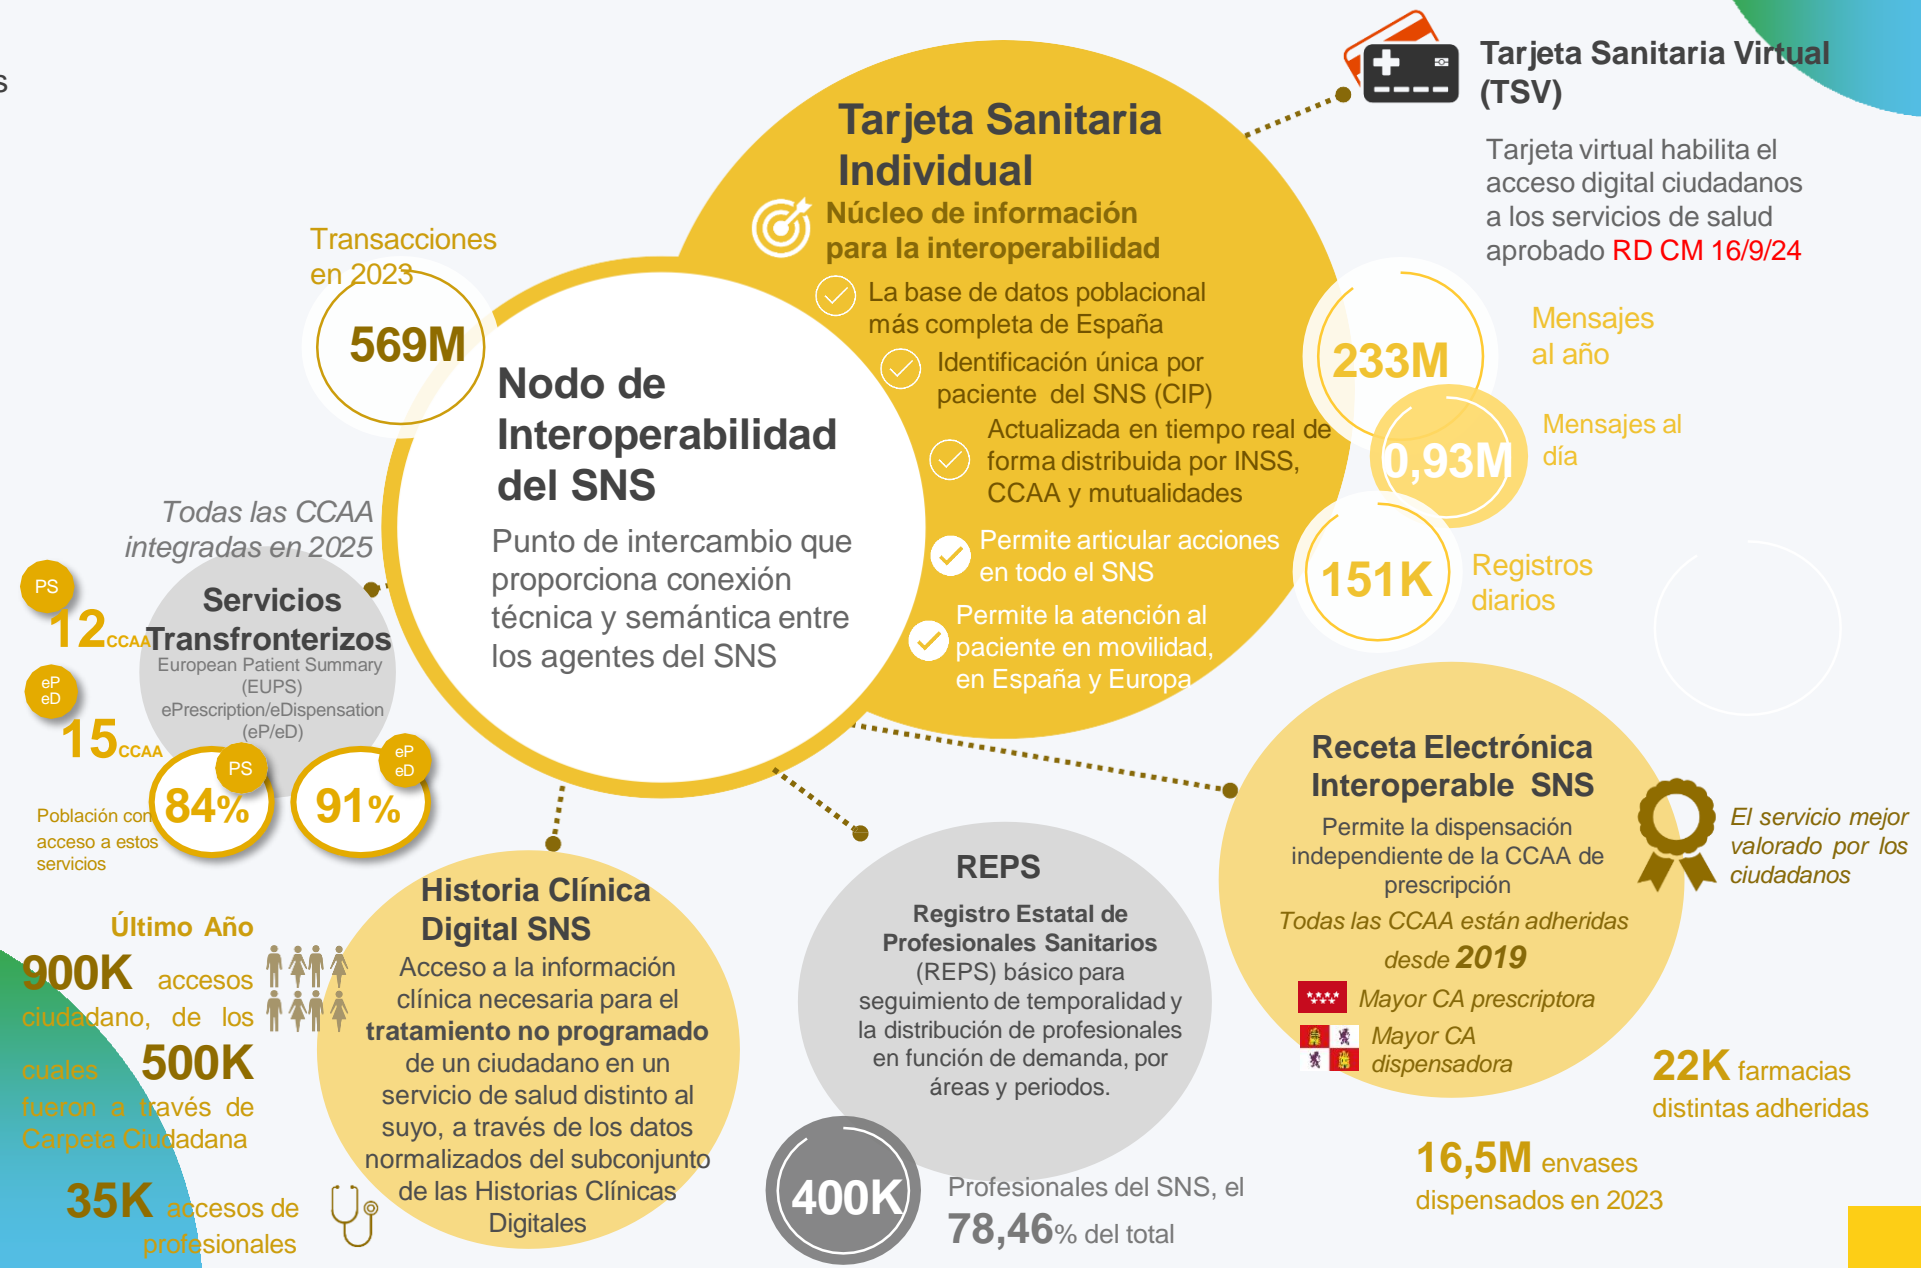 s
Tarjeta Sanitaria Virtual
(TSV)
Tarjeta virtual habilita el
acceso digital ciudadanos
a los servicios de salud
aprobado RD CM 16/9/24
Tarjeta Sanitaria
Individual
Núcleo de información
para la interoperabilidad
La base de datos poblacional
más completa de España
Identificación única por
paciente del SNS (CIP)
Actualizada en tiempo real de
forma distribuida por INSS,
CCAA y mutualidades
Permite articular acciones
en todo el SNS
Permite la atención al
paciente en movilidad,
en España y Europa
233M
Mensajes
al año
0,93M
Mensajes al
día
151K
Registros
diarios
Transacciones
en 2023
569M
Nodo de
Interoperabilidad
del SNS
Punto de intercambio que
proporciona conexión
técnica y semántica entre
los agentes del SNS
Todas las CCAA
integradas en 2025
Servicios
Transfronterizos
European Patient Summary
(EUPS)
ePrescription/eDispensation
(eP/eD)
PS
12 CCAA
eP
eD
15 CCAA
PS
84%
eP
eD
91%
Población con
acceso a estos
servicios
Último Año
900K accesos
ciudadano, de los
cuales 500K
fueron a través de
Carpeta Ciudadana
35K accesos de
profesionales
Historia Clínica
Digital SNS
Acceso a la información
clínica necesaria para el
tratamiento no programado
de un ciudadano en un
servicio de salud distinto al
suyo, a través de los datos
normalizados del subconjunto
de las Historias Clínicas
Digitales
REPS
Registro Estatal de
Profesionales Sanitarios
(REPS) básico para
seguimiento de temporalidad y
la distribución de profesionales
en función de demanda, por
áreas y periodos.
400K
Profesionales del SNS, el
78,46% del total
Receta Electrónica
Interoperable SNS
Permite la dispensación
independiente de la CCAA de
prescripción
Todas las CCAA están adheridas
desde 2019
Mayor CA prescriptora
Mayor CA
dispensadora
El servicio mejor
valorado por los
ciudadanos
22K farmacias
distintas adheridas
16,5M envases
dispensados en 2023